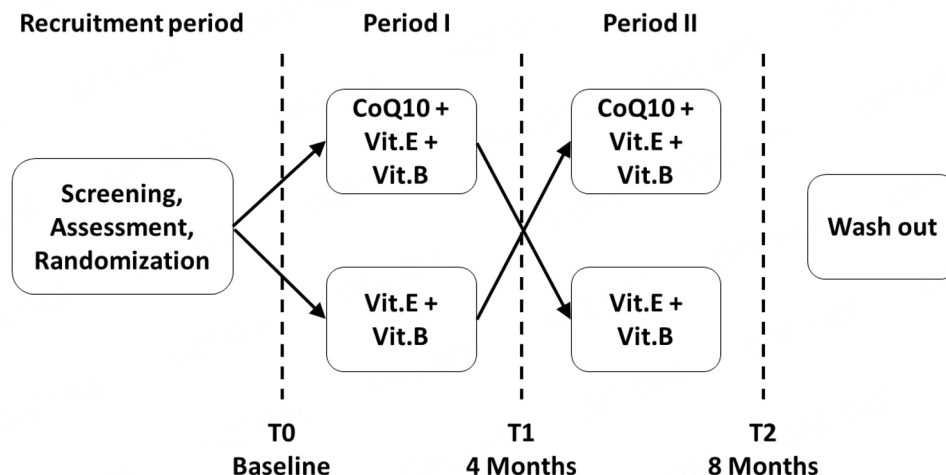 Recruitment period
Period I
Period II
Screening,
Assessment,
Randomization
CoQ10 +
Vit.E +
Vit.B
Vit.E +
Vit.B
CoQ10 +
Vit.E +
Vit.B
Vit.E +
Vit.B
Wash out
T0
Baseline
T1
4 Months
T2
8 Months